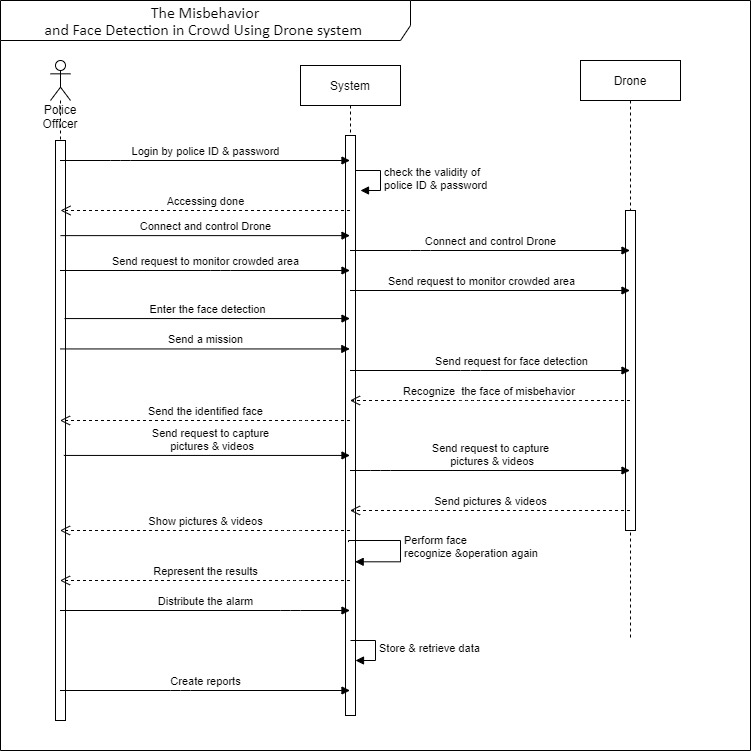 The Misbehavior
and Face Detection in Crowd Using Drone system
Police
Officer
System
Drone
Login by police ID & password
check the validity of
police ID & password
Accessing done
Connect and control Drone
Connect and control Drone
Send request to monitor crowded area
Send request to monitor crowded area
Enter the face detection
Send a mission
Send request for face detection
Recognize the face of misbehavior
Send the identified face
Send request to capture
pictures & videos
Send request to capture
pictures & videos
Send pictures & videos
Show pictures & videos
Perform face
recognize &operation again
Represent the results
Distribute the alarm
Store & retrieve data
Create reports